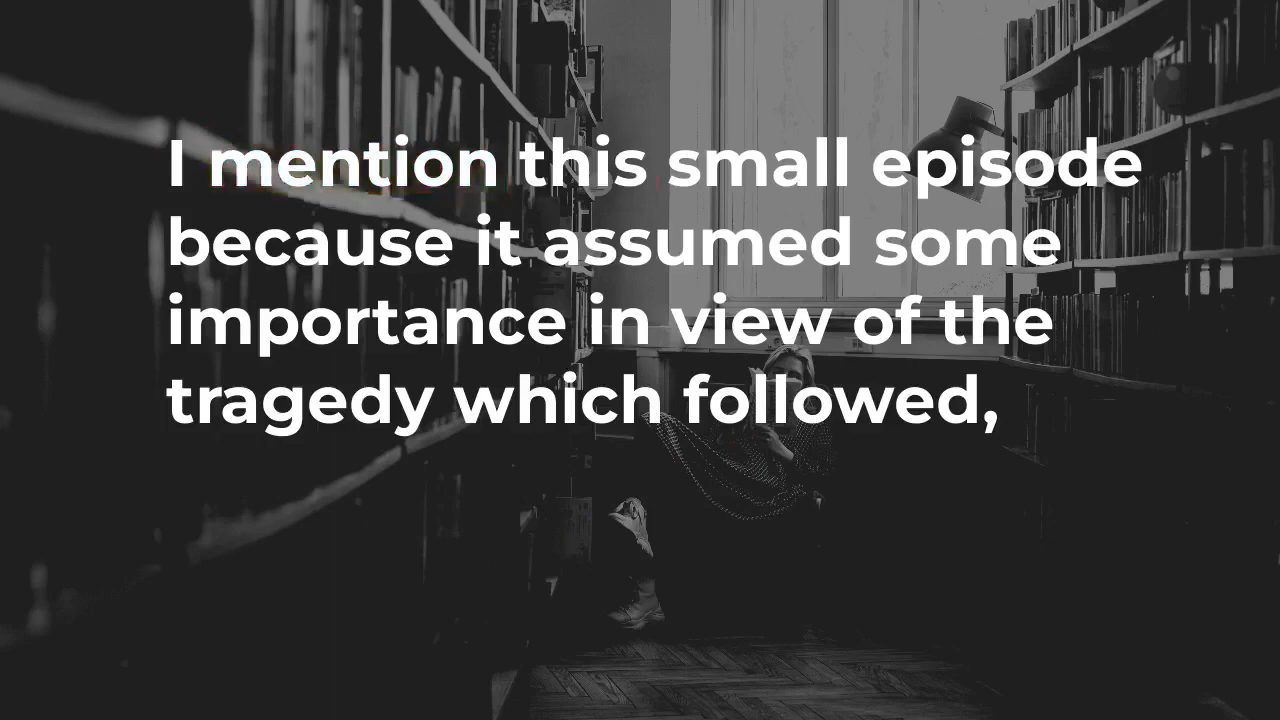 I mention this small episode
because it assumed some
importance in view of the
tragedy which followed,